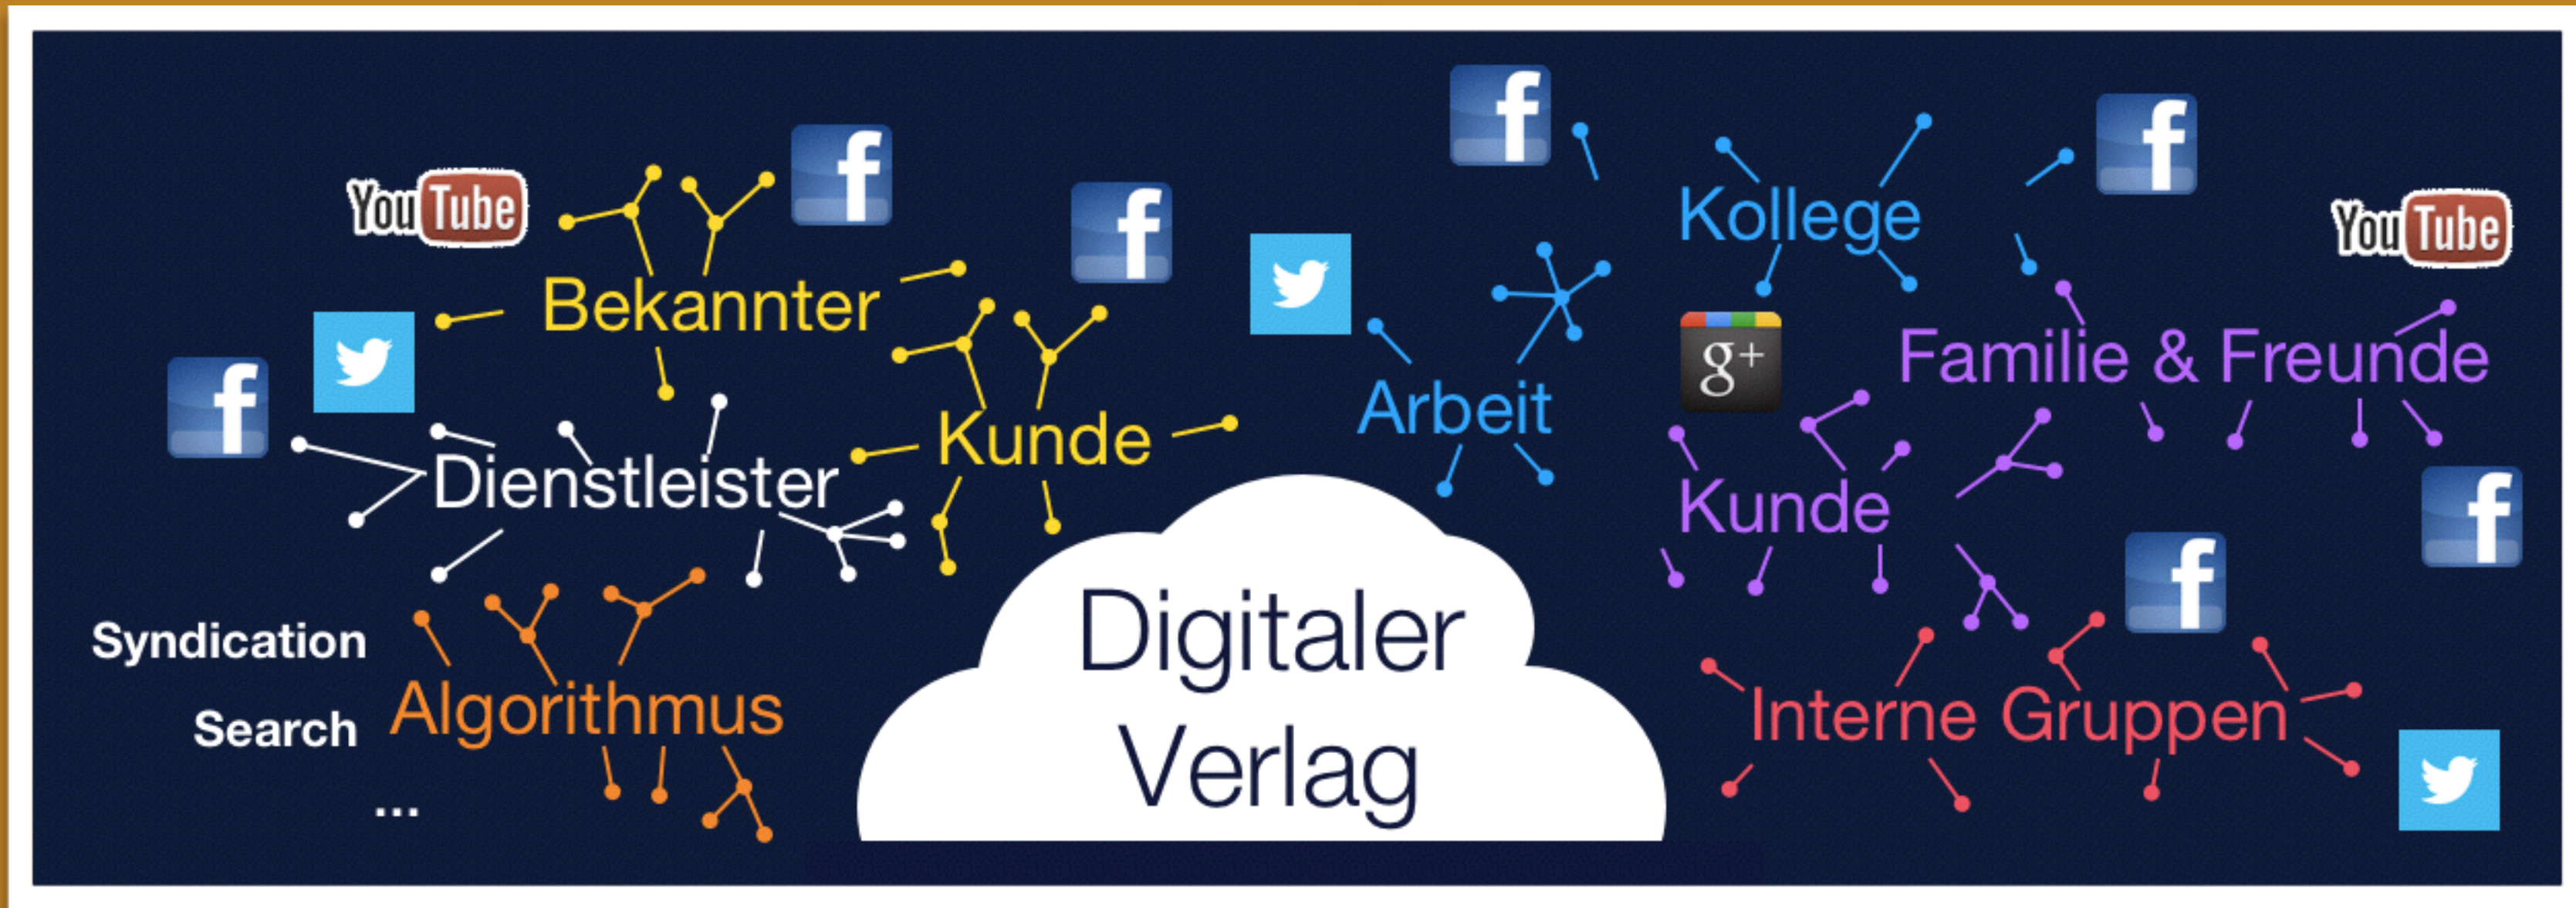 f
f
YouTube
f
f
Kollege
YouTube
Bekannter
f
g+
Familie & Freunde
Kunde
Arbeit
Dienstleister
Kunde
f
f
Digitaler
Verlag
Syndication
Algorithmus
Interne Gruppen
Search
...